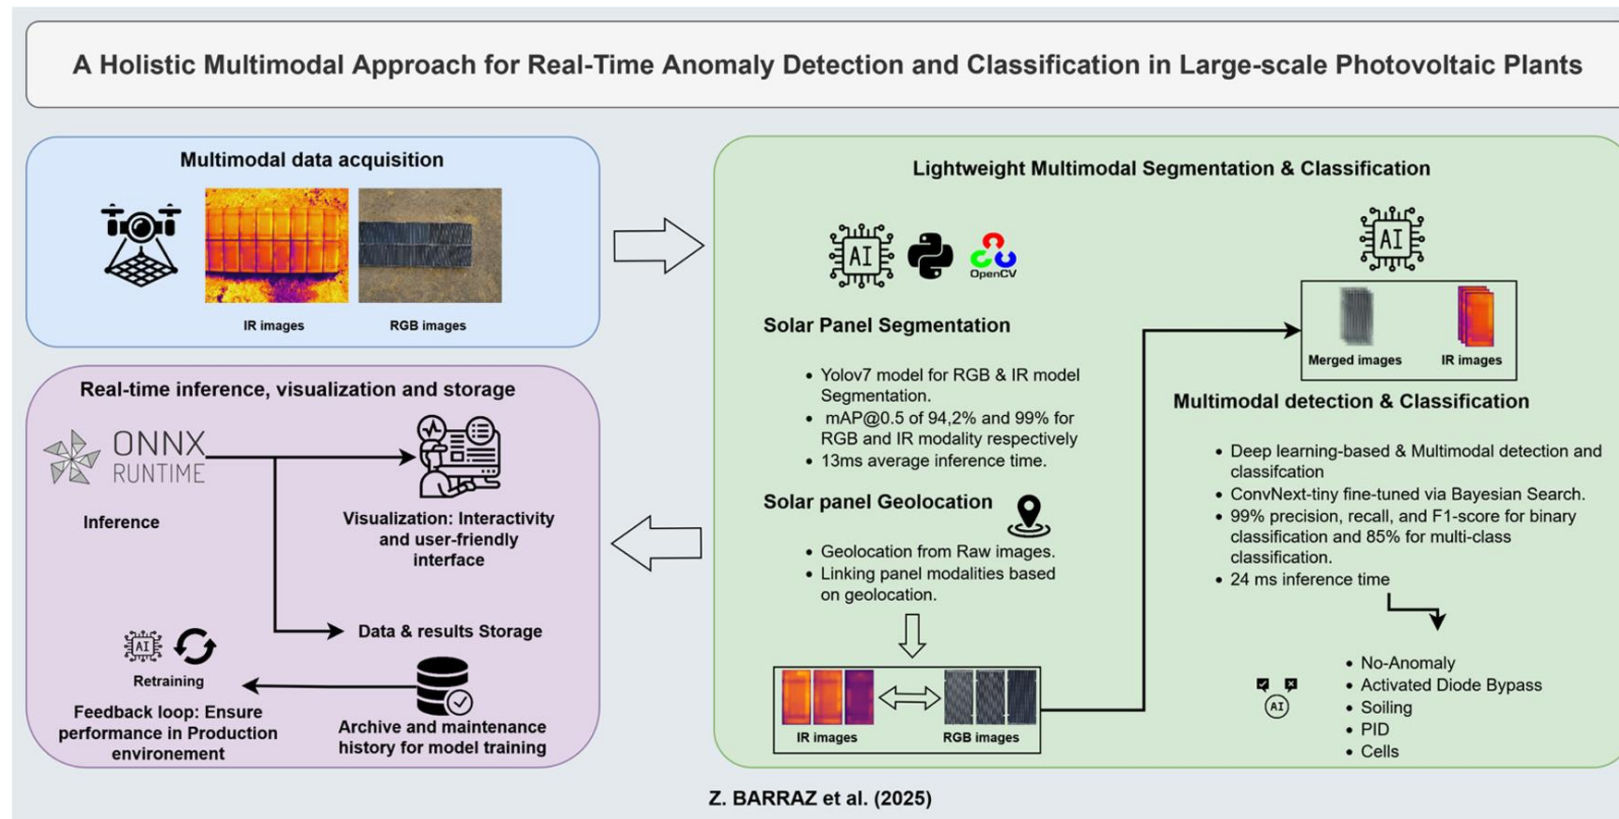 A Holistic Multimodal Approach for Real-Time Anomaly Detection and Classification in Large-scale Photovoltaic Plants
Multimodal data acquisition
IR images
RGB images
Lightweight Multimodal Segmentation & Classification
AI
OpenCV
Solar Panel Segmentation
• Yolov7 model for RGB & IR model
Segmentation.
• mAP@0.5 of 94,2% and 99% for
RGB and IR modality respectively
• 13ms average inference time.
Solar panel Geolocation
• Geolocation from Raw images.
• Linking panel modalities based
on geolocation.
IR images
RGB images
AI
Merged images
IR images
Multimodal detection & Classification
• Deep learning-based & Multimodal detection and
classifcation
• ConvNext-tiny fine-tuned via Bayesian Search.
• 99% precision, recall, and F1-score for binary
classification and 85% for multi-class
classification.
• 24 ms inference time
AI
• No-Anomaly
• Activated Diode Bypass
• Soiling
• PID
• Cells
Real-time inference, visualization and storage
ONNX
RUNTIME
Inference
Visualization: Interactivity
and user-friendly
interface
Data & results Storage
AI
Retraining
Feedback loop: Ensure
performance in Production
environement
Archive and maintenance
history for model training
Z. BARRAZ et al. (2025)